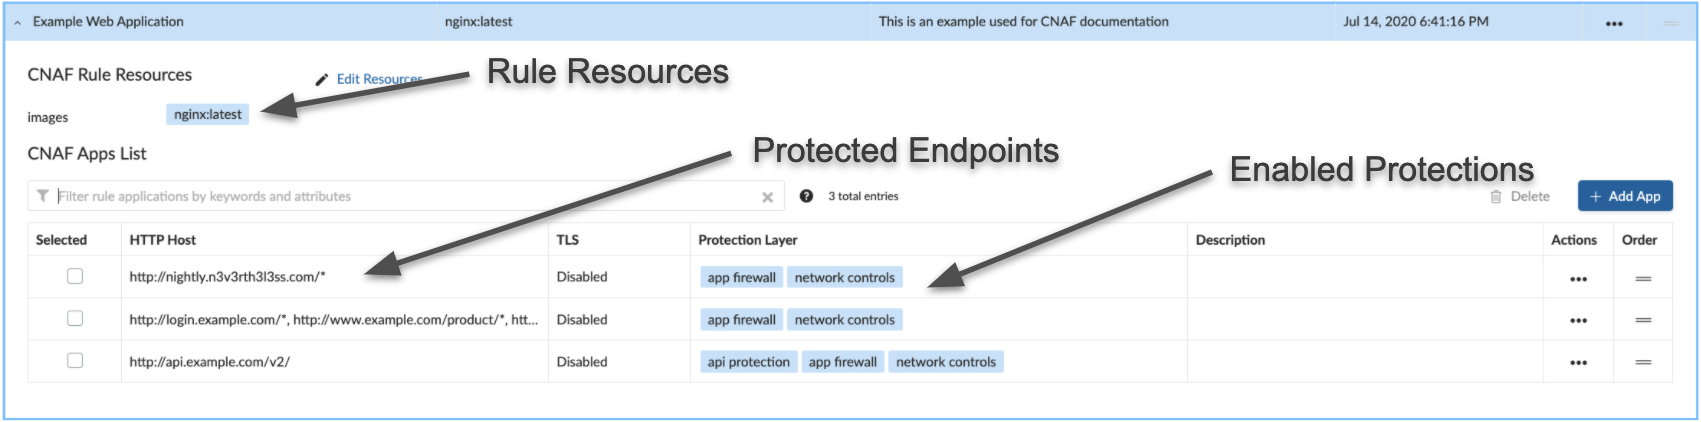 Example Web Application nginx:latest This is an example used for CNAF documentation Jul 14, 2020 6:41:16 PM
CNAF Rule Resources Edit Resources Rule Resources
images nginx:latest
CNAF Apps List Protected Endpoints Enabled Protections
Filter rule applications by keywords and attributes 3 total entries Delete + Add App
Selected HTTP Host TLS Protection Layer Description Actions Order
http://nightly.n3v3rth3l3ss.com/* Disabled app firewall network controls
http://login.example.com/*, http://www.example.com/product/*, htt... Disabled app firewall network controls
http://api.example.com/v2/ Disabled api protection app firewall network controls